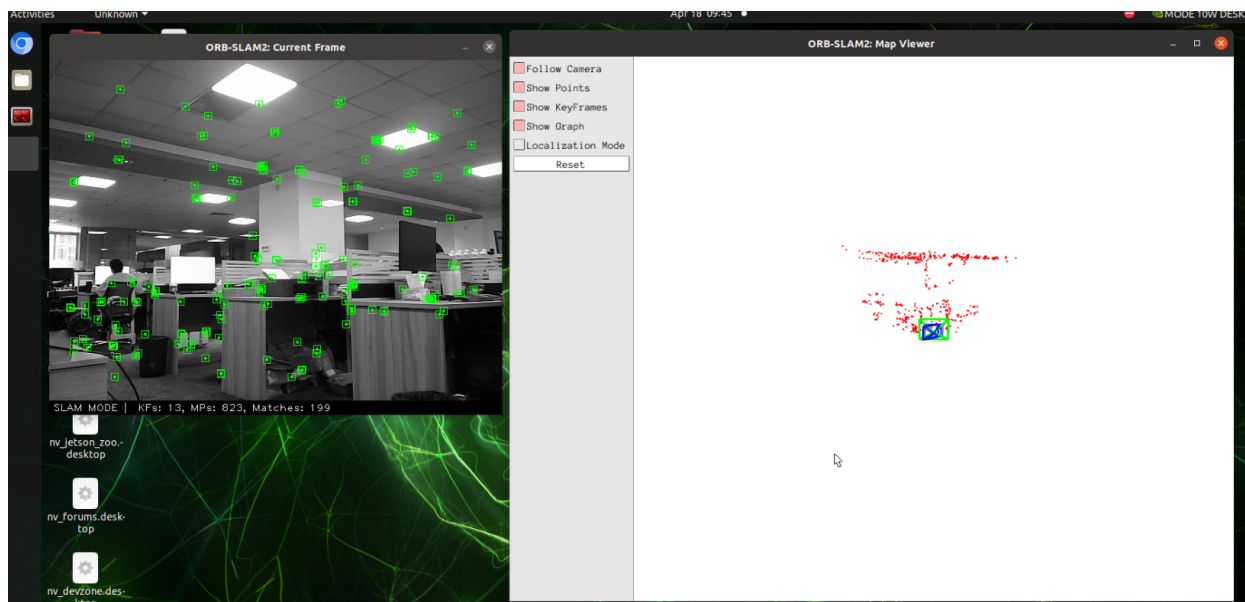 Activities
Unknown
Apr 18 09:45
MODE 10W DESK
ORB-SLAM2: Current Frame
SLAM MODE | KFs: 13, MPs: 823, Matches: 199
nv_jetson_zoo.-
desktop
nv_forums.desk-
top
nv_devzone.des-
ktop
ORB-SLAM2: Map Viewer
Follow Camera
Show Points
Show KeyFrames
Show Graph
Localization Mode
Reset